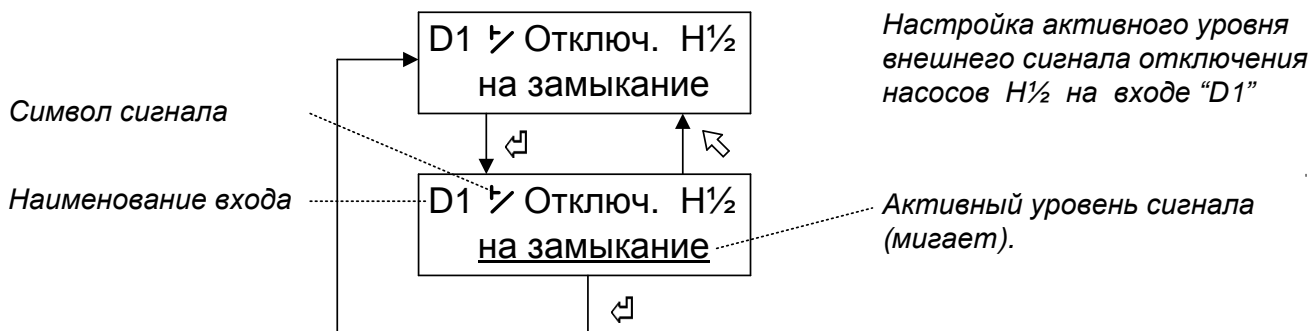 D1 Отключ. Н½
на замыкание
Настройка активного уровня
внешнего сигнала отключения
насосов Н½ на входе “D1”
Символ сигнала
Наименование входа
D1 Отключ. Н½
на замыкание
Активный уровень сигнала
(мигает).